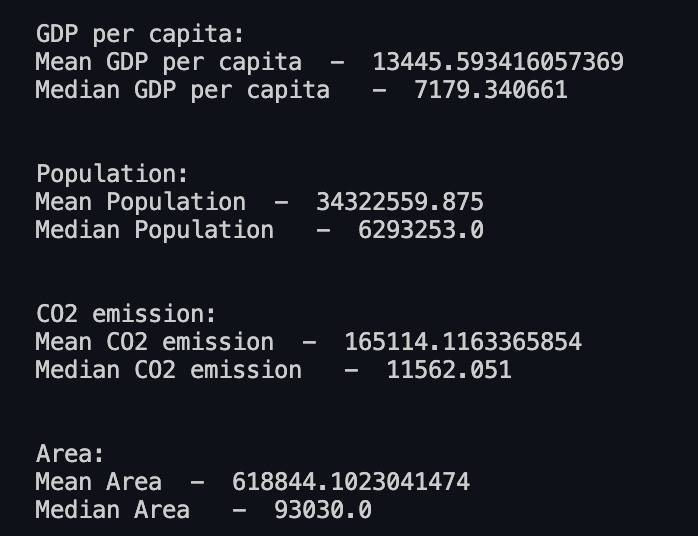 GDP per capita:
Mean GDP per capita  –  13445.593416057369
Median GDP per capita   –  7179.340661
Population:
Mean Population  –  34322559.875
Median Population   –  6293253.0
CO2 emission:
Mean CO2 emission  –  165114.1163365854
Median CO2 emission   –  11562.051
Area:
Mean Area  –  618844.1023041474
Median Area   –  93030.0